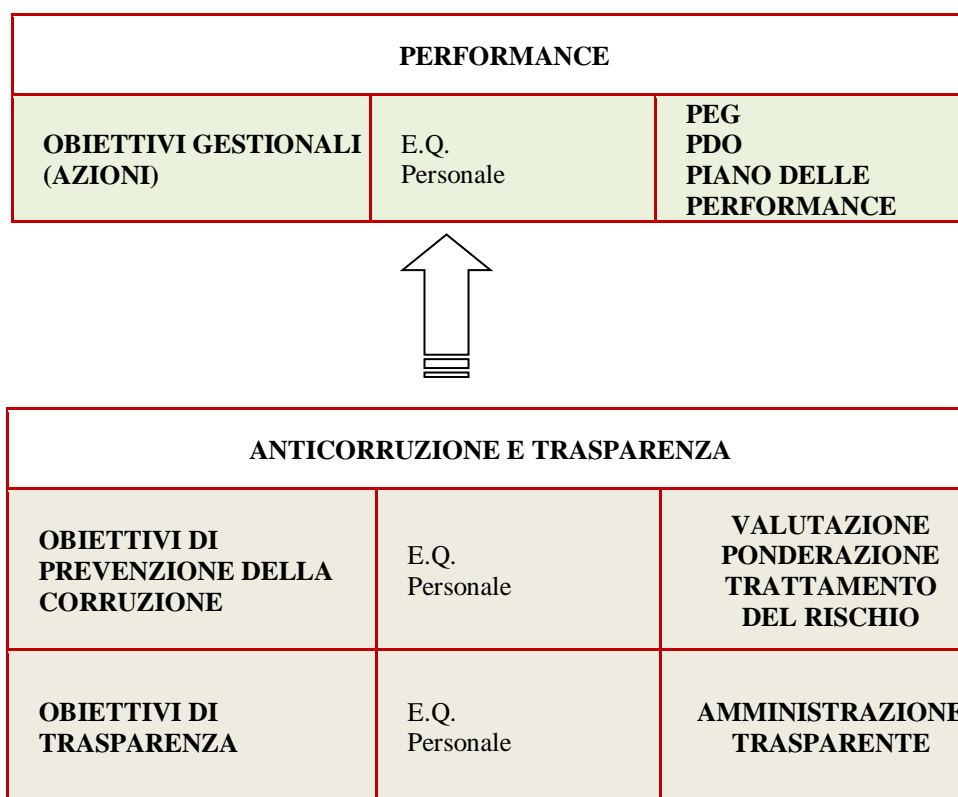 PERFORMANCE
OBIETTIVI GESTIONALI
(AZIONI)
E.Q.
Personale
PEG
PDO
PIANO DELLE
PERFORMANCE
ANTICORRUZIONE E TRASPARENZA
OBIETTIVI DI
PREVENZIONE DELLA
CORRUZIONE
E.Q.
Personale
VALUTAZIONE
PONDERAZIONE
TRATTAMENTO
DEL RISCHIO
OBIETTIVI DI
TRASPARENZA
E.Q.
Personale
AMMINISTRAZIONE
TRASPARENTE